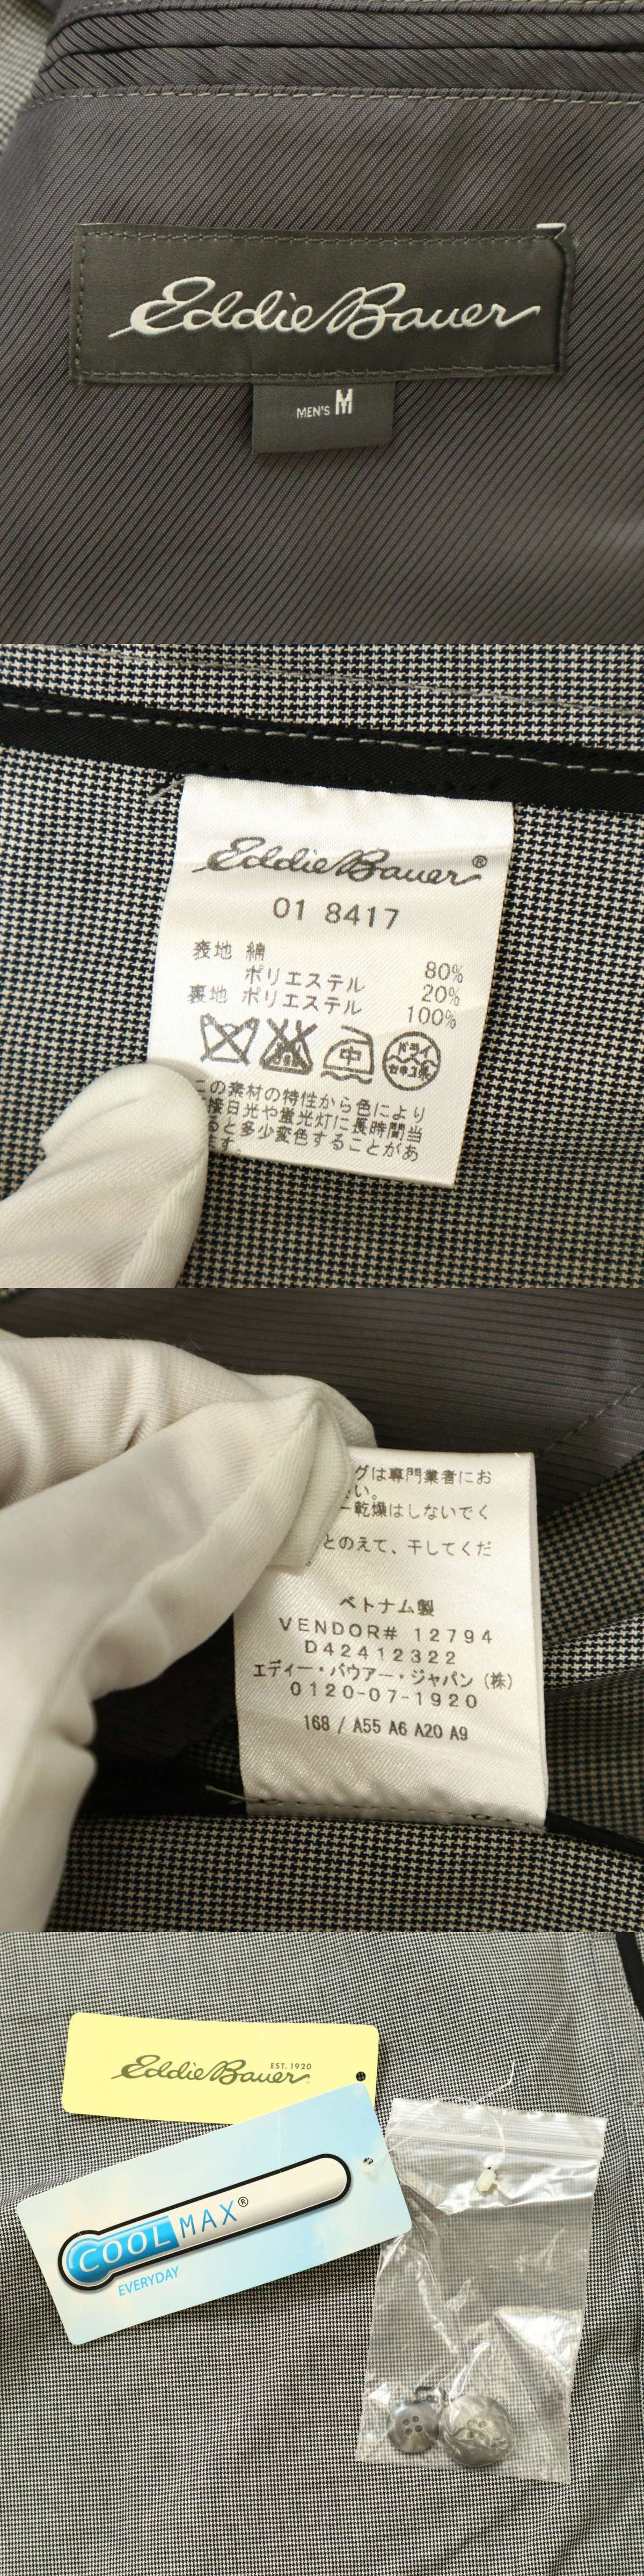 Eddie Bauer
MEN'S M
Eddie Bauer®
01 8417
表地 綿 80%
ポリエステル 20%
裏地 ポリエステル 100%
中
ドライ
この素材の特性から色により
接日光や蛍光灯に長時間当
ると多少変色することがあ
ます。
グは専門業者にお
い。
ー乾燥はしないでく
とのえて、干してくだ
ベトナム製
VENDOR# 12794
D42412322
エディー・バウアー・ジャパン（株）
0120-07-1920
168 / A55 A6 A20 A9
EST. 1920
Eddie Bauer
COOLMAX®
EVERYDAY